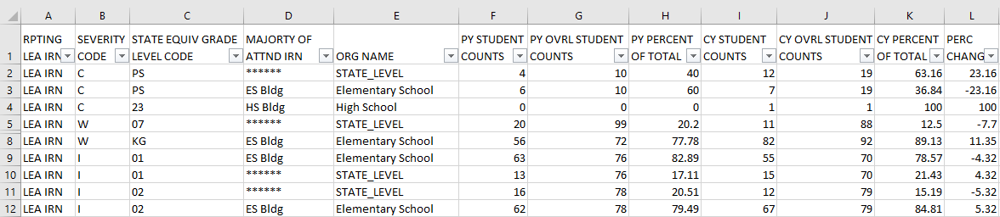 A B C D E F G H I J K L
RPTING SEVERITY STATE EQUIV GRADE MAJORTY OF PY STUDENT PY OVRL STUDENT PY PERCENT CY STUDENT CY OVRL STUDENT CY PERCENT PERC
1 LEA IRN CODE LEVEL CODE ATTND IRN ORG NAME COUNTS COUNTS OF TOTAL COUNTS COUNTS OF TOTAL CHANG
2 LEA IRN C PS ****** STATE_LEVEL 4 10 40 12 19 63.16 23.16
3 LEA IRN C PS ES Bldg Elementary School 6 10 60 7 19 36.84 -23.16
4 LEA IRN C 23 HS Bldg High School 0 0 0 1 1 100 100
5 LEA IRN W 07 ****** STATE_LEVEL 20 99 20.2 11 88 12.5 -7.7
8 LEA IRN W KG ES Bldg Elementary School 56 72 77.78 82 92 89.13 11.35
9 LEA IRN I 01 ES Bldg Elementary School 63 76 82.89 55 70 78.57 -4.32
10 LEA IRN I 01 ****** STATE_LEVEL 13 76 17.11 15 70 21.43 4.32
11 LEA IRN I 02 ****** STATE_LEVEL 16 78 20.51 12 79 15.19 -5.32
12 LEA IRN I 02 ES Bldg Elementary School 62 78 79.49 67 79 84.81 5.32